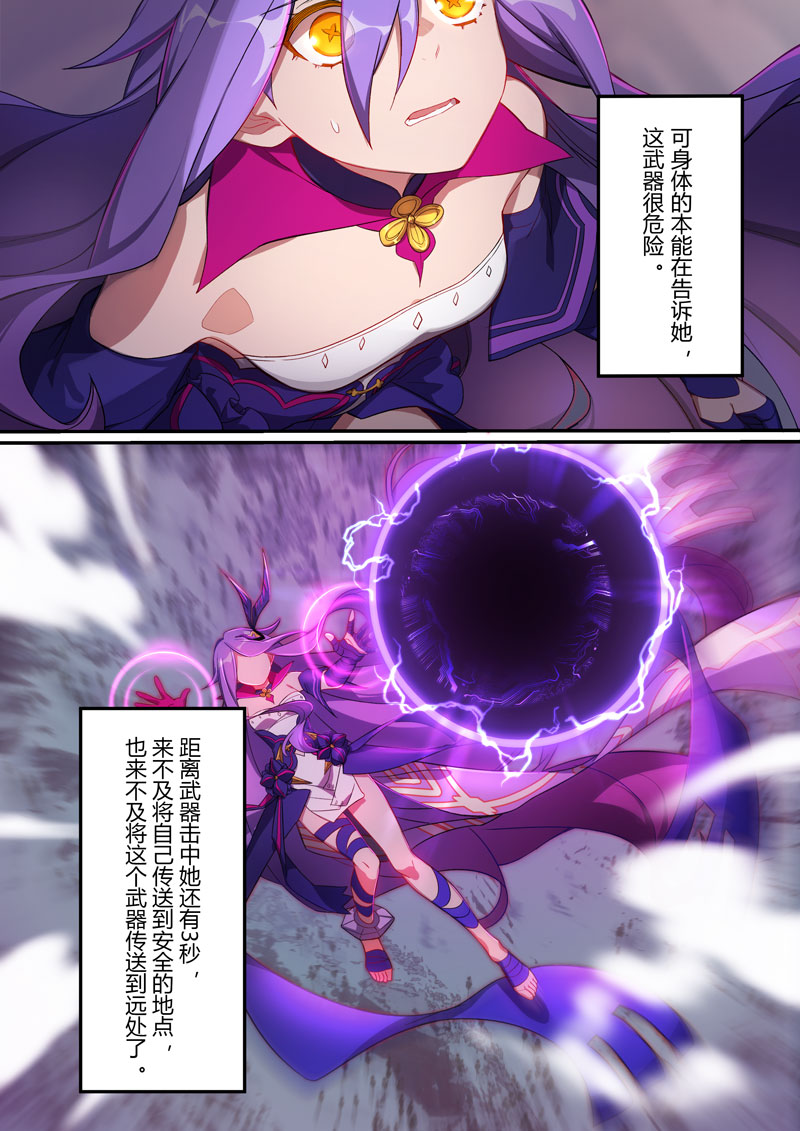 可身体的本能在告诉她，
这武器很危险。
距离武器击中她还有3秒，
来不及将自己传送到安全的地点，
也来不及将这个武器传送到远处了。